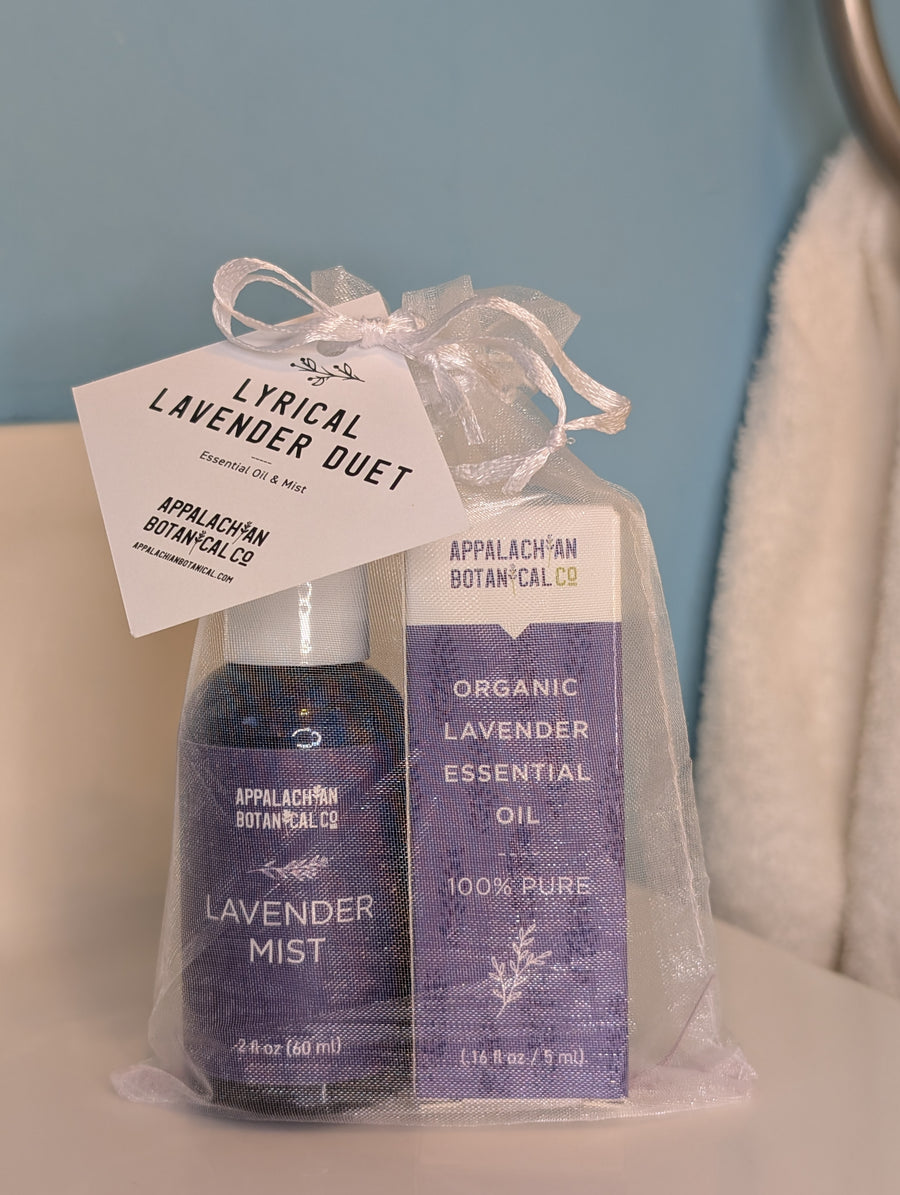 LYRICAL
LAVENDER DUET
Essential Oil & Mist
APPALACHIAN
BOTANICAL CO
APPALACHIANBOTANICAL.COM
APPALACHIAN
BOTANICAL CO
LAVENDER
MIST
2 fl oz (60 ml)
APPALACHIAN
BOTANICAL CO
ORGANIC
LAVENDER
ESSENTIAL
OIL
100% PURE
(.16 fl oz / 5 ml)